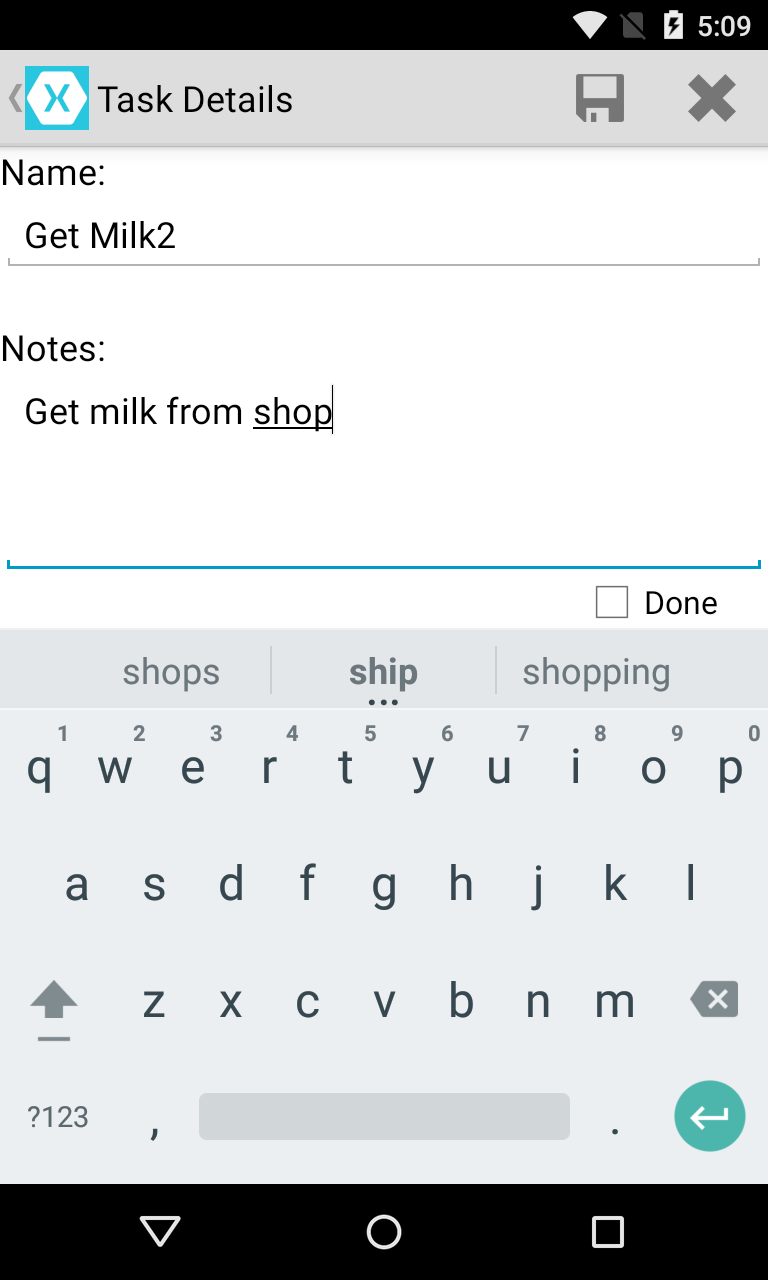 5:09
X Task Details
Name:
Get Milk2
Notes:
Get milk from shop
Done
shops ship shopping
1 2 3 4 5 6 7 8 9 0
q w e r t y u i o p
a s d f g h j k l
z x c v b n m
?123 , .